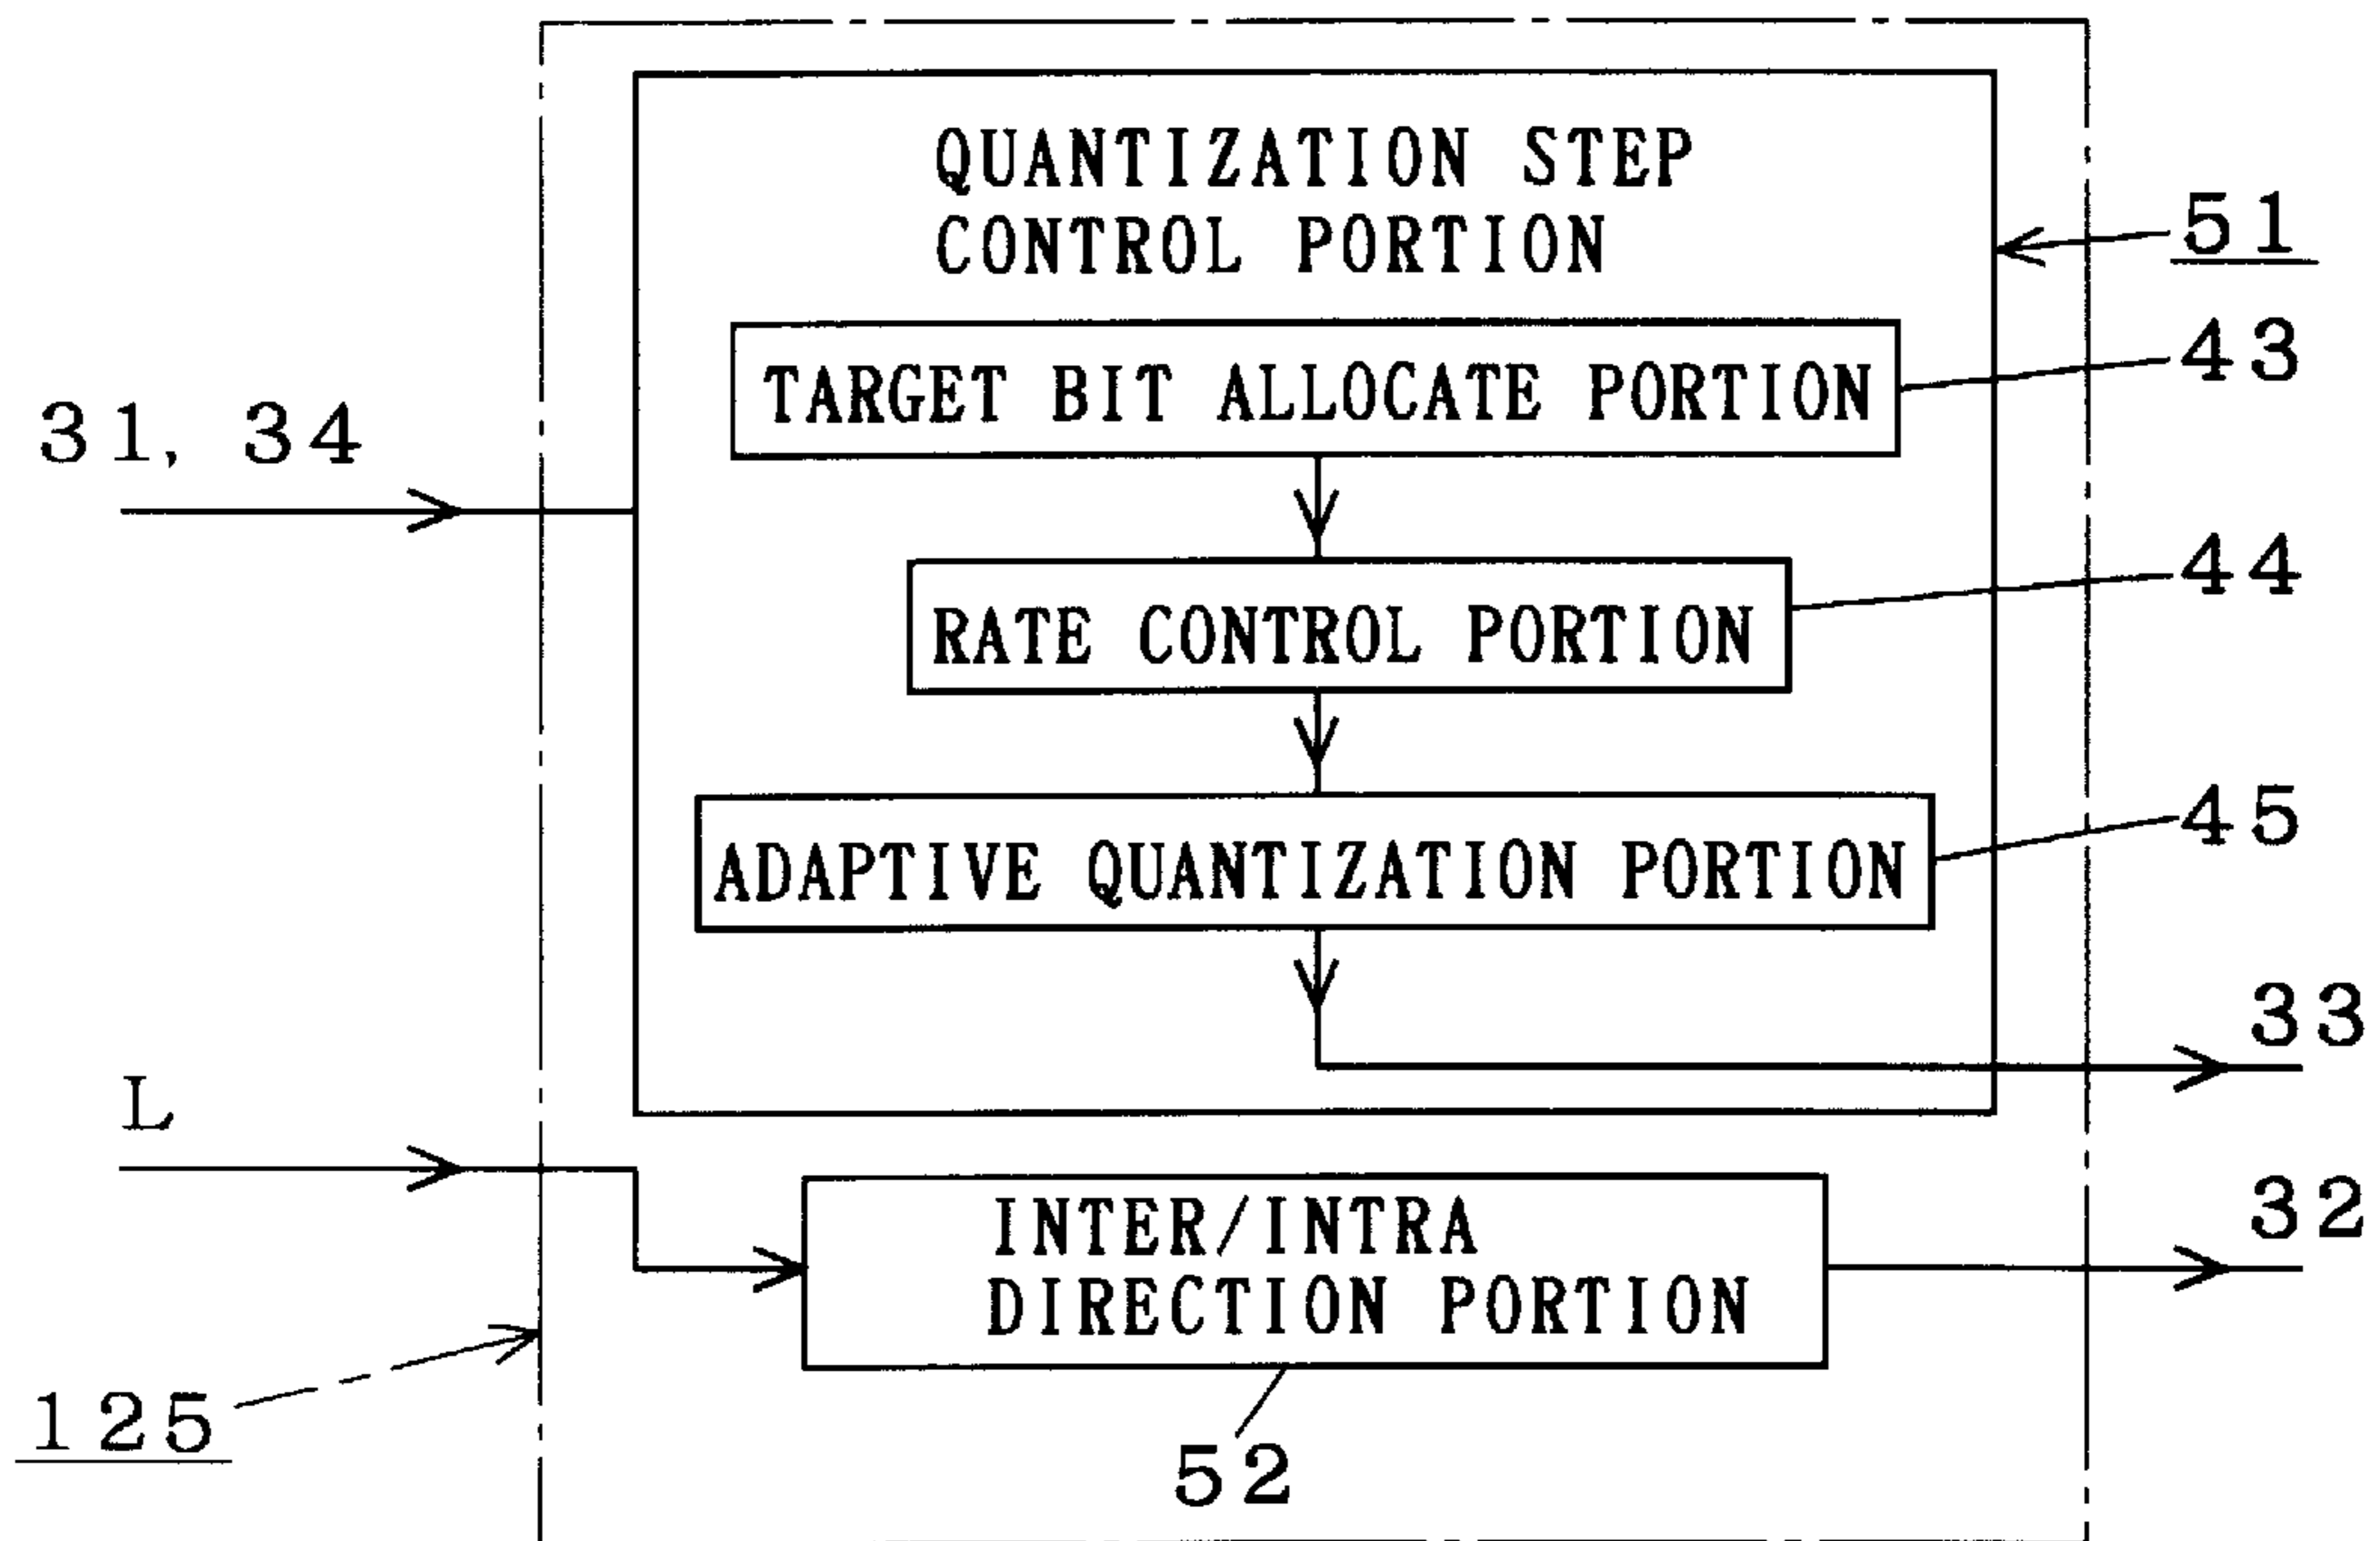 QUANTIZATION STEP
CONTROL PORTION
51
TARGET BIT ALLOCATE PORTION
43
31, 34
RATE CONTROL PORTION
44
ADAPTIVE QUANTIZATION PORTION
45
33
L
INTER/INTRA
DIRECTION PORTION
32
125
52